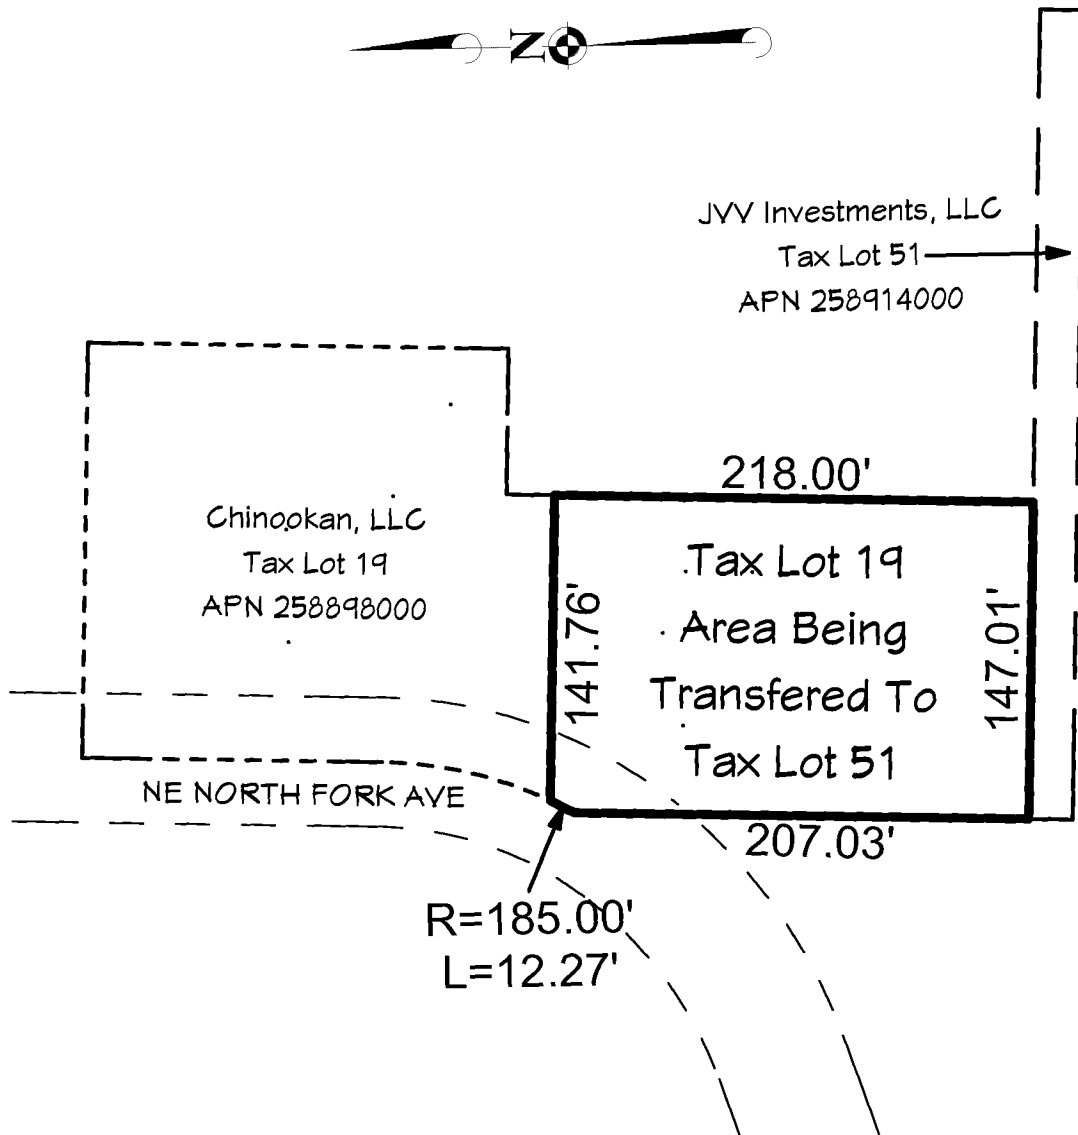 N
JVV Investments, LLC
Tax Lot 51
APN 258914000
218.00'
Chinookan, LLC
Tax Lot 19
APN 258898000
141.76'
Tax Lot 19
Area Being
Transfered To
Tax Lot 51
147.01'
NE NORTH FORK AVE
207.03'
R=185.00'
L=12.27'